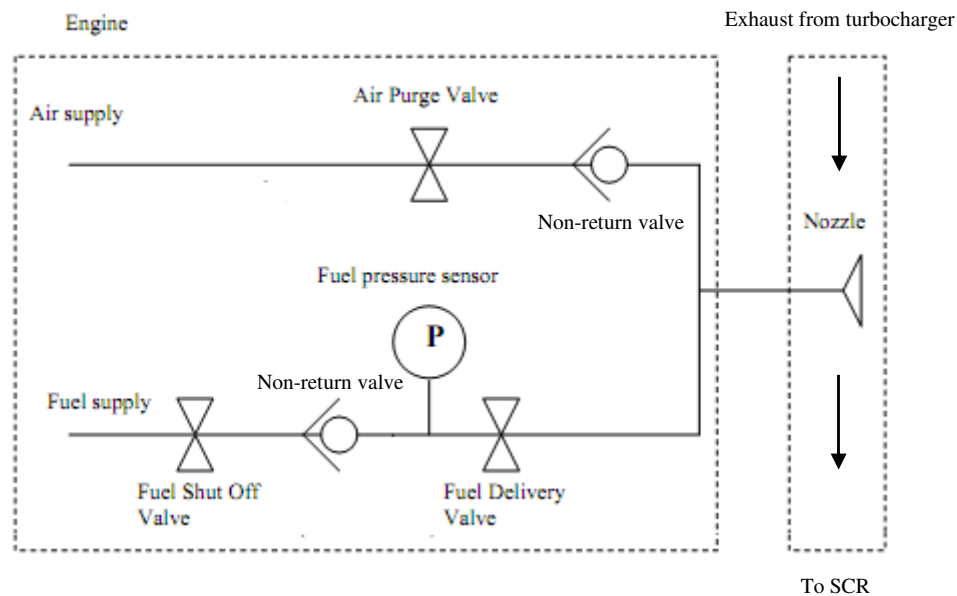 Engine
Exhaust from turbocharger
Air Purge Valve
Air supply
Non-return valve
Nozzle
Fuel pressure sensor
P
Non-return valve
Fuel supply
Fuel Shut Off
Valve
Fuel Delivery
Valve
To SCR